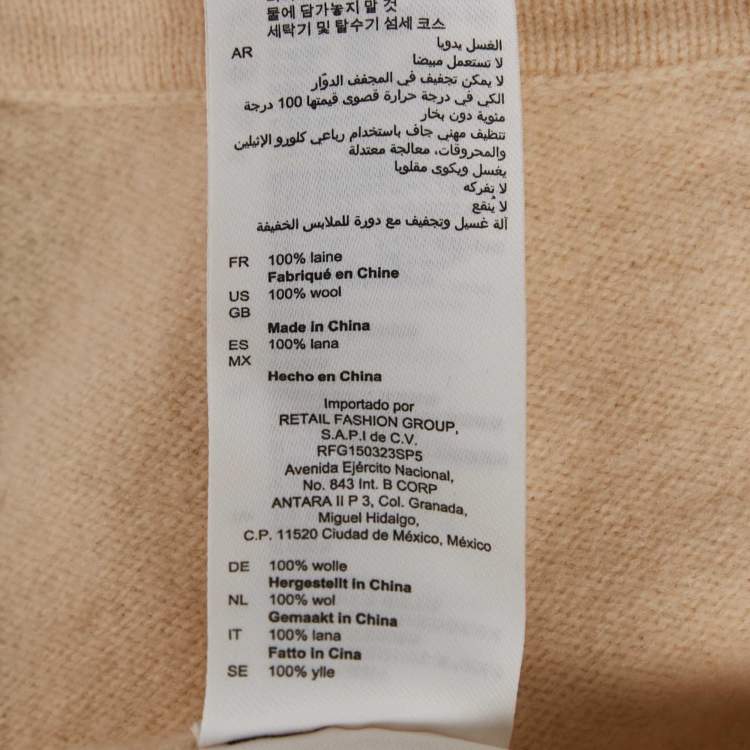 물에 담가놓지 말 것
세탁기 및 탈수기 섬세 코스
AR
الغسل يدويا
لا تستعمل مبيضا
لا يمكن تجفيف في المجفف الدوّار
الكي في درجة حرارة قصوى قيمتها 100 درجة
مئوية دون بخار
تنظيف مهني جاف باستخدام رباعي كلورو الإثيلين
والمحروقات، معالجة معتدلة
يغسل ويكوى مقلوبا
لا تفركه
لا يُنقع
آلة غسيل وتجفيف مع دورة للملابس الخفيفة
FR 100% laine
Fabriqué en Chine
US 100% wool
GB
Made in China
ES 100% lana
MX
Hecho en China
Importado por
RETAIL FASHION GROUP,
S.A.P.I de C.V.
RFG150323SP5
Avenida Ejército Nacional,
No. 843 Int. B CORP
ANTARA II P 3, Col. Granada,
Miguel Hidalgo,
C.P. 11520 Ciudad de México, México
DE 100% wolle
Hergestellt in China
NL 100% wol
Gemaakt in China
IT 100% lana
Fatto in Cina
SE 100% ylle